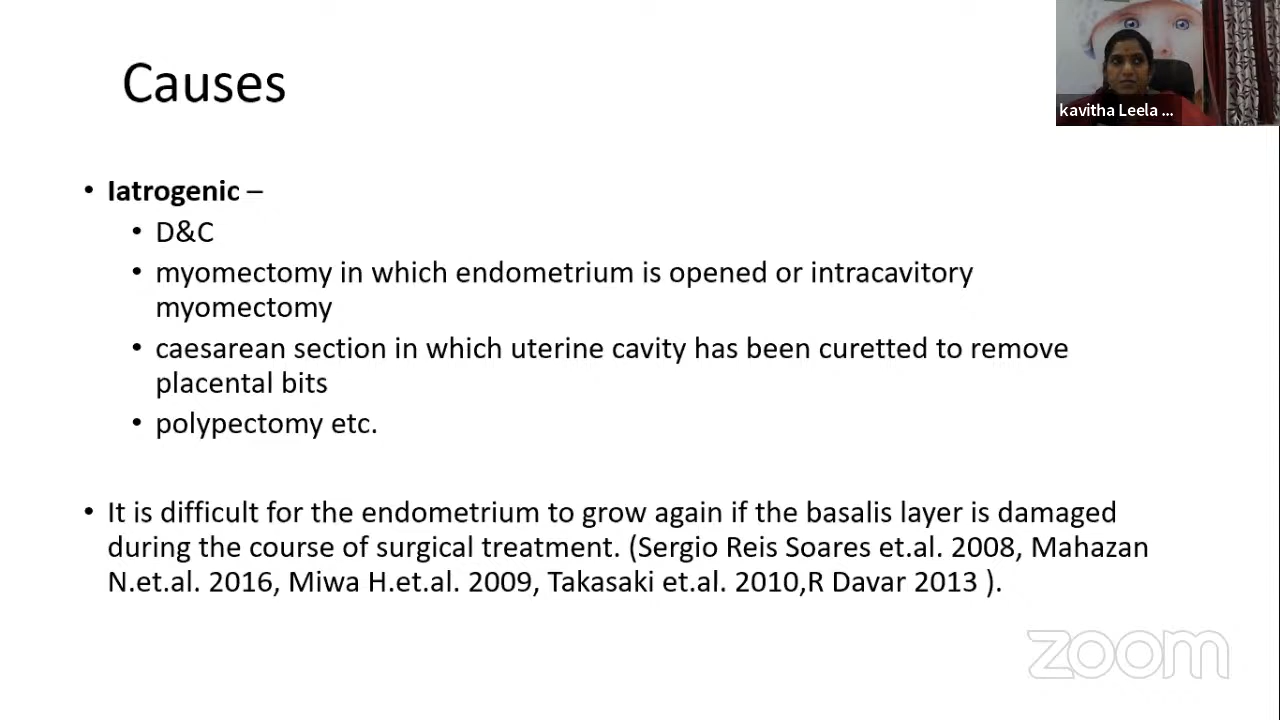 Causes
kavitha Leela ...
• Iatrogenic –
• D&C
• myomectomy in which endometrium is opened or intracavitory
myomectomy
• caesarean section in which uterine cavity has been curetted to remove
placental bits
• polypectomy etc.
• It is difficult for the endometrium to grow again if the basalis layer is damaged
during the course of surgical treatment. (Sergio Reis Soares et.al. 2008, Mahazan
N.et.al. 2016, Miwa H.et.al. 2009, Takasaki et.al. 2010,R Davar 2013 ).
zoom